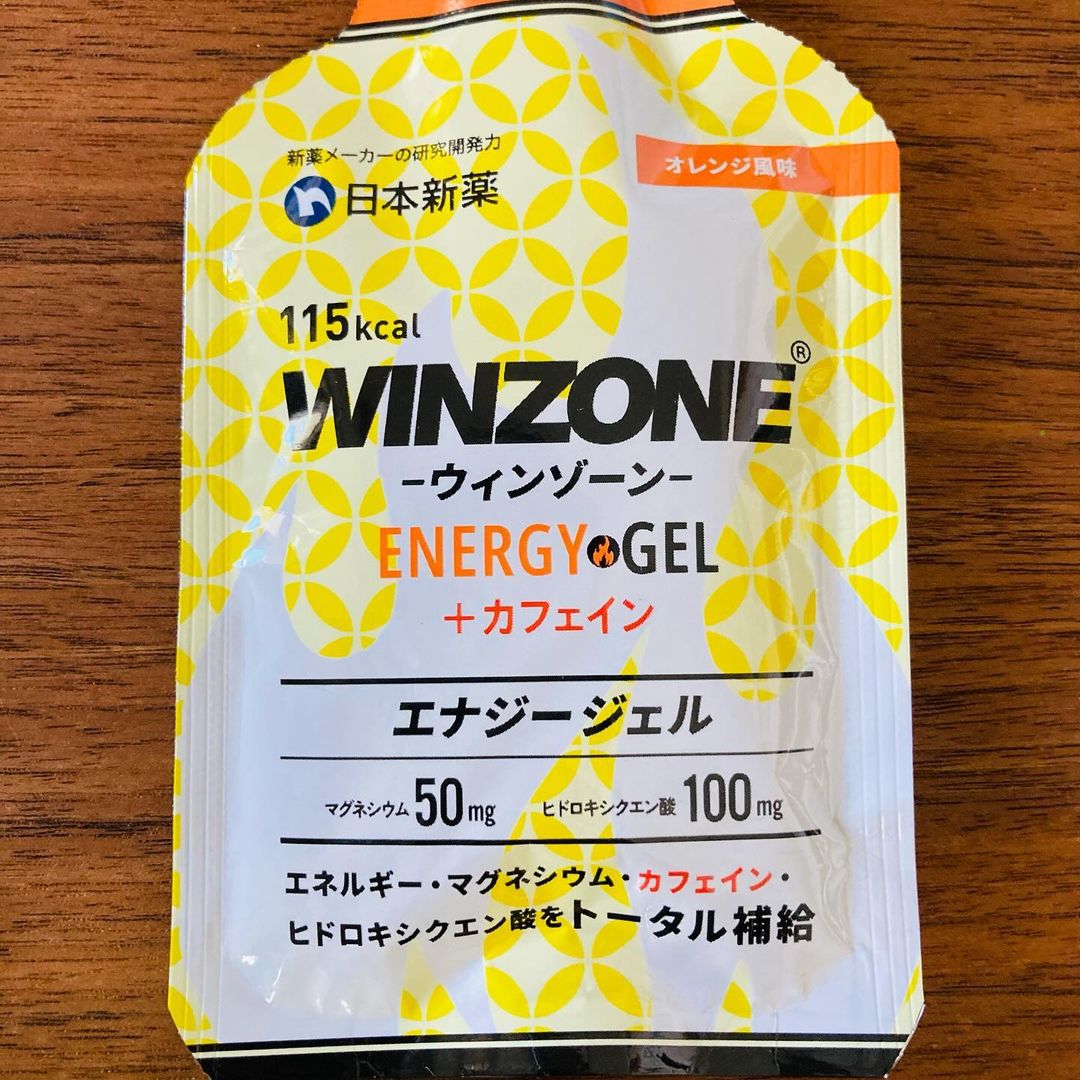 新薬メーカーの研究開発力
日本新薬
オレンジ風味
115kcal
WINZONE®
-ウィンゾーン-
ENERGY GEL
+カフェイン
エナジージェル
マグネシウム 50mg ヒドロキシクエン酸 100mg
エネルギー・マグネシウム・カフェイン・
ヒドロキシクエン酸をトータル補給